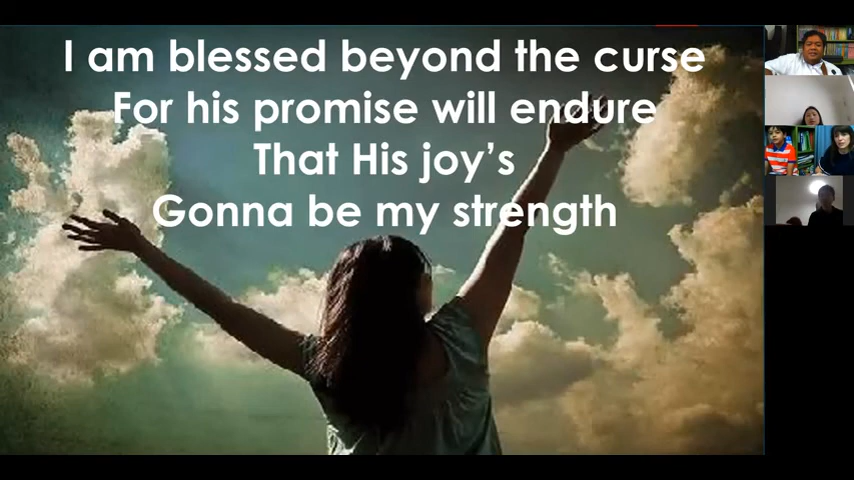 I am blessed beyond the curse
For his promise will endure
That His joy's
Gonna be my strength